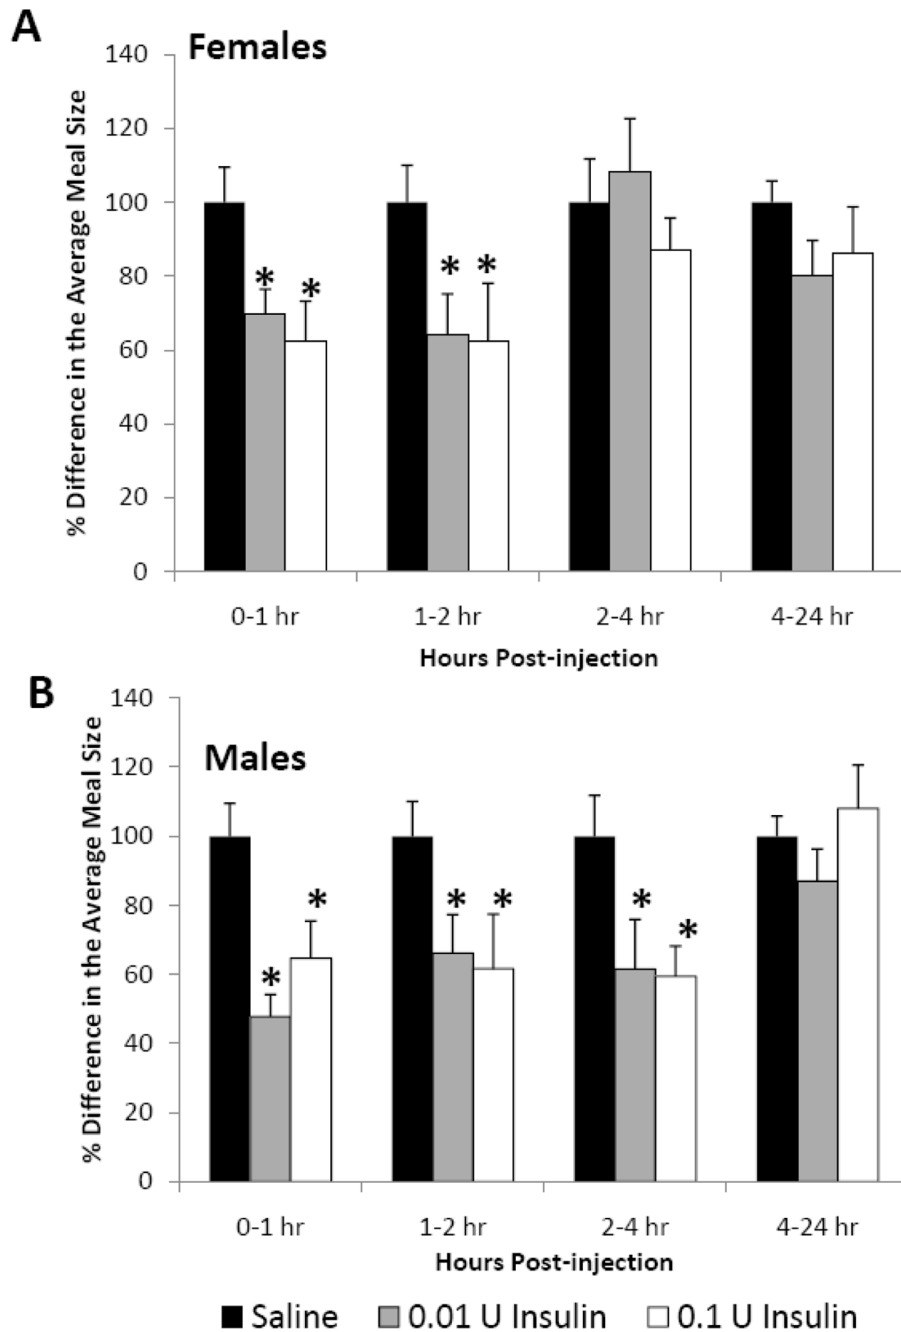 A
Females
% Difference in the Average Meal Size
140
120
100
80
60
40
20
0
* * * *
0-1 hr 1-2 hr 2-4 hr 4-24 hr
Hours Post-injection
B
Males
% Difference in the Average Meal Size
140
120
100
80
60
40
20
0
* * * * * *
0-1 hr 1-2 hr 2-4 hr 4-24 hr
Hours Post-injection
Saline 0.01 U Insulin 0.1 U Insulin